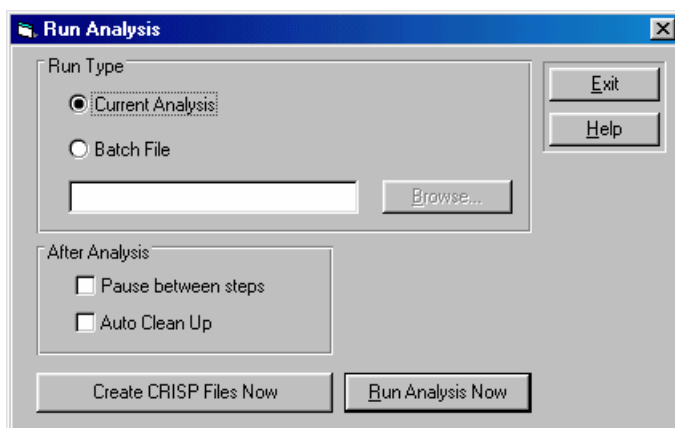 Run Analysis
Run Type
Current Analysis
Batch File
Browse...
Exit
Help
After Analysis
Pause between steps
Auto Clean Up
Create CRISP Files Now
Run Analysis Now